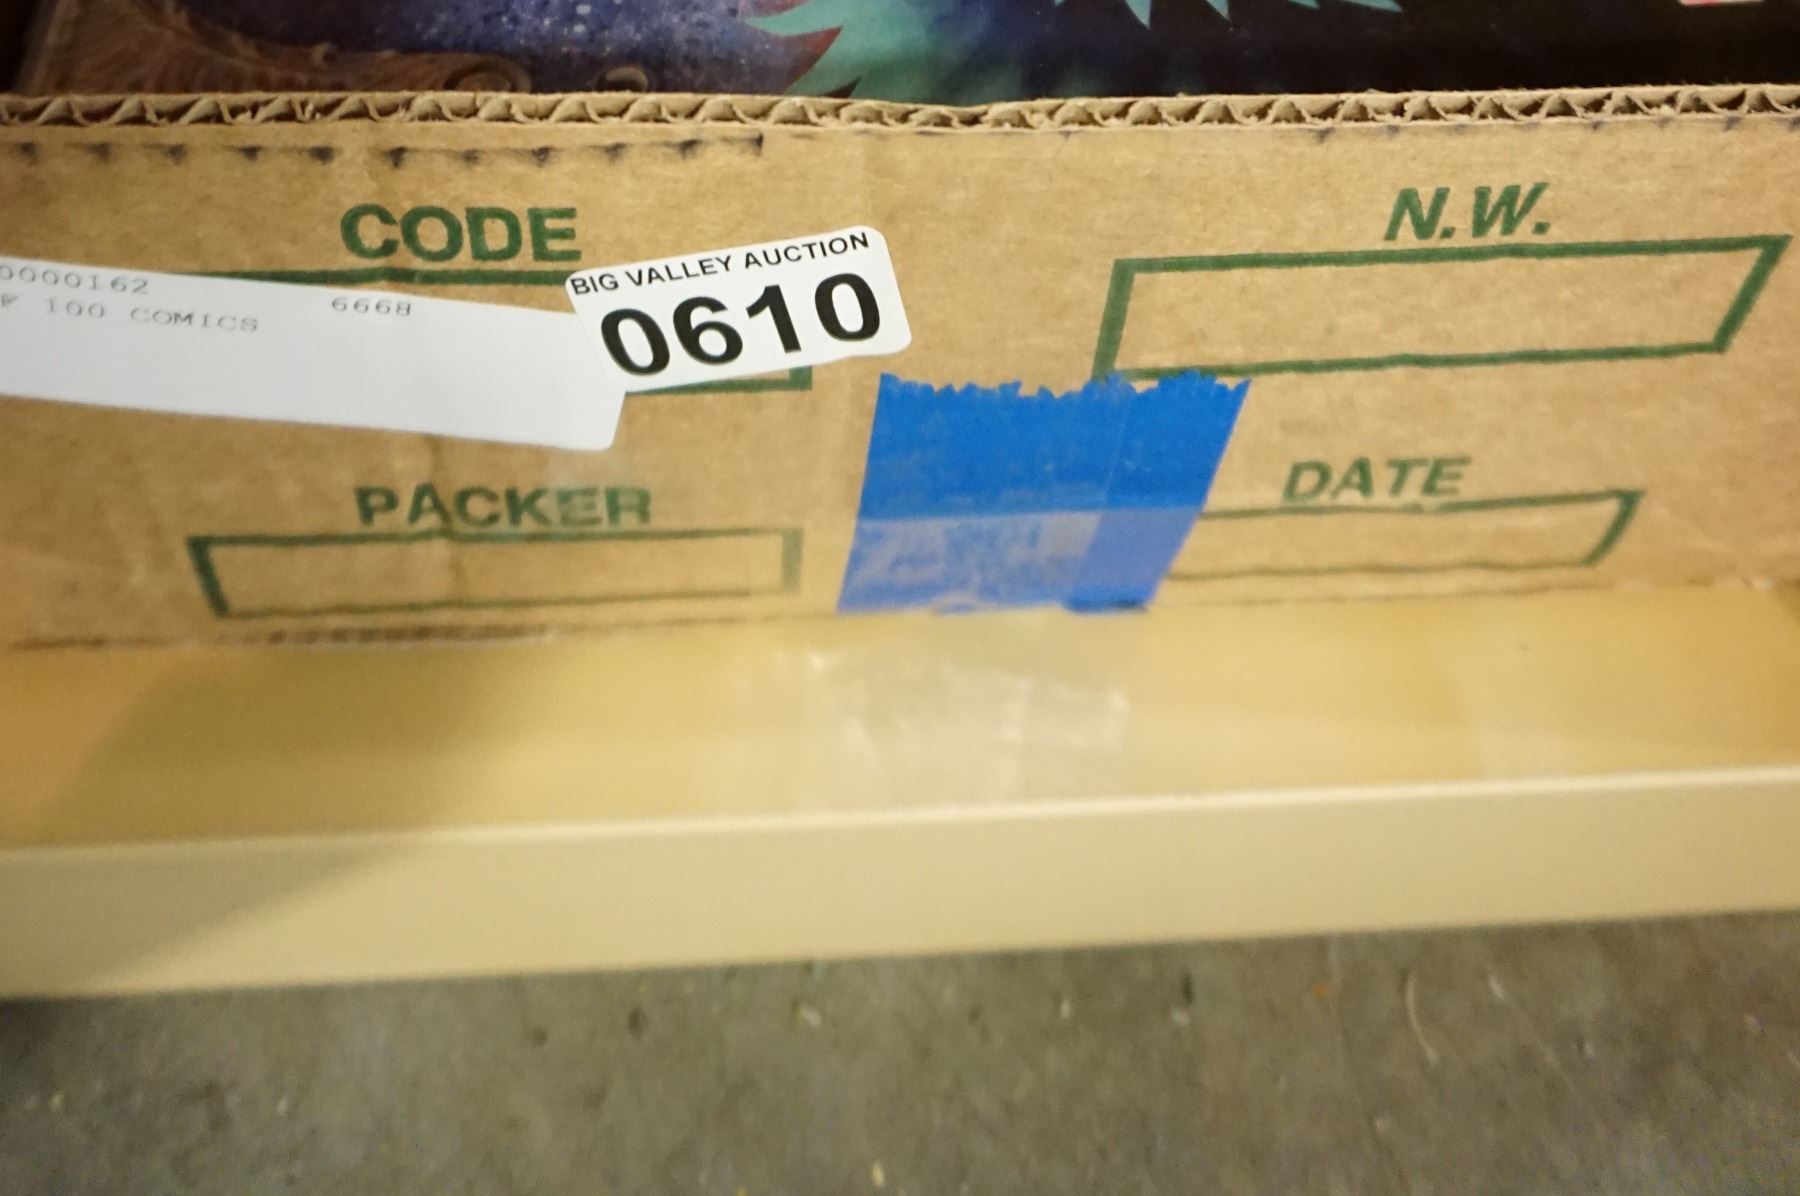 CODE
N.W.
BIG VALLEY AUCTION
0610
0000162
6668
100 COMICS
PACKER
DATE